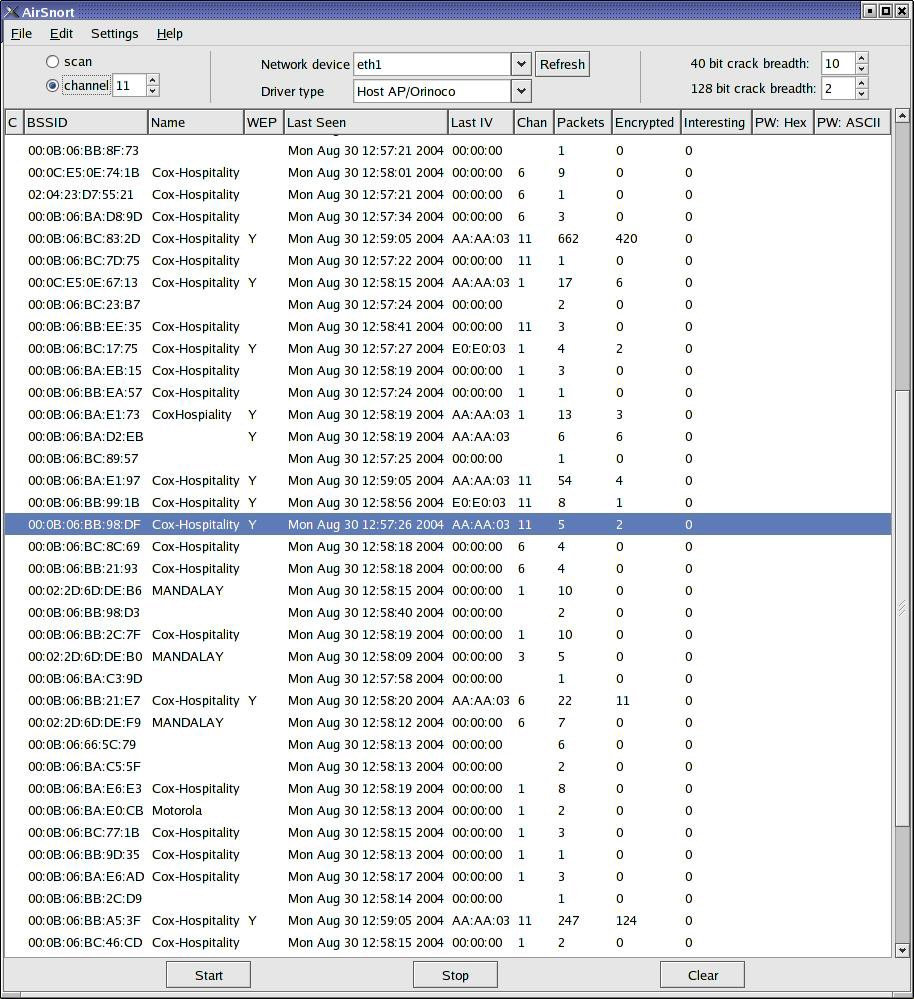 AirSnort
File Edit Settings Help
scan
channel 11
Network device eth1 Refresh
Driver type Host AP/Orinoco
40 bit crack breadth: 10
128 bit crack breadth: 2
C BSSID Name WEP Last Seen Last IV Chan Packets Encrypted Interesting PW: Hex PW: ASCII
00:0B:06:BB:8F:73 Mon Aug 30 12:57:21 2004 00:00:00 1 0 0
00:0C:E5:0E:74:1B Cox-Hospitality Mon Aug 30 12:58:01 2004 00:00:00 6 9 0 0
02:04:23:D7:55:21 Cox-Hospitality Mon Aug 30 12:57:21 2004 00:00:00 6 1 0 0
00:0B:06:BA:D8:9D Cox-Hospitality Mon Aug 30 12:57:34 2004 00:00:00 6 3 0 0
00:0B:06:BC:83:2D Cox-Hospitality Y Mon Aug 30 12:59:05 2004 AA:AA:03 11 662 420 0
00:0B:06:BC:7D:75 Cox-Hospitality Mon Aug 30 12:57:22 2004 00:00:00 11 1 0 0
00:0C:E5:0E:67:13 Cox-Hospitality Y Mon Aug 30 12:58:15 2004 AA:AA:03 1 17 6 0
00:0B:06:BC:23:B7 Mon Aug 30 12:57:24 2004 00:00:00 2 0 0
00:0B:06:BB:EE:35 Cox-Hospitality Mon Aug 30 12:58:41 2004 00:00:00 11 3 0 0
00:0B:06:BC:17:75 Cox-Hospitality Y Mon Aug 30 12:57:27 2004 E0:E0:03 1 4 2 0
00:0B:06:BA:EB:15 Cox-Hospitality Mon Aug 30 12:58:19 2004 00:00:00 1 3 0 0
00:0B:06:BB:EA:57 Cox-Hospitality Mon Aug 30 12:57:24 2004 00:00:00 1 1 0 0
00:0B:06:BA:E1:73 CoxHospiality Y Mon Aug 30 12:58:19 2004 AA:AA:03 1 13 3 0
00:0B:06:BA:D2:EB Y Mon Aug 30 12:58:19 2004 AA:AA:03 6 6 0
00:0B:06:BC:89:57 Mon Aug 30 12:57:25 2004 00:00:00 1 0 0
00:0B:06:BA:E1:97 Cox-Hospitality Y Mon Aug 30 12:59:05 2004 AA:AA:03 11 54 4 0
00:0B:06:BB:99:1B Cox-Hospitality Y Mon Aug 30 12:58:56 2004 E0:E0:03 11 8 1 0
00:0B:06:BB:98:DF Cox-Hospitality Y Mon Aug 30 12:57:26 2004 AA:AA:03 11 5 2 0
00:0B:06:BC:8C:69 Cox-Hospitality Mon Aug 30 12:58:18 2004 00:00:00 6 4 0 0
00:0B:06:BB:21:93 Cox-Hospitality Mon Aug 30 12:58:18 2004 00:00:00 6 4 0 0
00:02:2D:6D:DE:B6 MANDALAY Mon Aug 30 12:58:15 2004 00:00:00 1 10 0 0
00:0B:06:BB:98:D3 Mon Aug 30 12:58:40 2004 00:00:00 2 0 0
00:0B:06:BB:2C:7F Cox-Hospitality Mon Aug 30 12:58:19 2004 00:00:00 1 10 0 0
00:02:2D:6D:DE:B0 MANDALAY Mon Aug 30 12:58:09 2004 00:00:00 3 5 0 0
00:0B:06:BA:C3:9D Mon Aug 30 12:57:58 2004 00:00:00 1 0 0
00:0B:06:BB:21:E7 Cox-Hospitality Y Mon Aug 30 12:58:20 2004 AA:AA:03 6 22 11 0
00:02:2D:6D:DE:F9 MANDALAY Mon Aug 30 12:58:12 2004 00:00:00 6 7 0 0
00:0B:06:66:5C:79 Mon Aug 30 12:58:13 2004 00:00:00 6 0 0
00:0B:06:BA:C5:5F Mon Aug 30 12:58:13 2004 00:00:00 2 0 0
00:0B:06:BA:E6:E3 Cox-Hospitality Mon Aug 30 12:58:19 2004 00:00:00 1 8 0 0
00:0B:06:BA:E0:CB Motorola Mon Aug 30 12:58:13 2004 00:00:00 1 2 0 0
00:0B:06:BC:77:1B Cox-Hospitality Mon Aug 30 12:58:15 2004 00:00:00 1 3 0 0
00:0B:06:BB:9D:35 Cox-Hospitality Mon Aug 30 12:58:13 2004 00:00:00 1 1 0 0
00:0B:06:BA:E6:AD Cox-Hospitality Mon Aug 30 12:58:17 2004 00:00:00 1 3 0 0
00:0B:06:BB:2C:D9 Mon Aug 30 12:58:14 2004 00:00:00 1 0 0
00:0B:06:BB:A5:3F Cox-Hospitality Y Mon Aug 30 12:59:05 2004 AA:AA:03 11 247 124 0
00:0B:06:BC:46:CD Cox-Hospitality Mon Aug 30 12:58:15 2004 00:00:00 1 2 0 0
Start Stop Clear